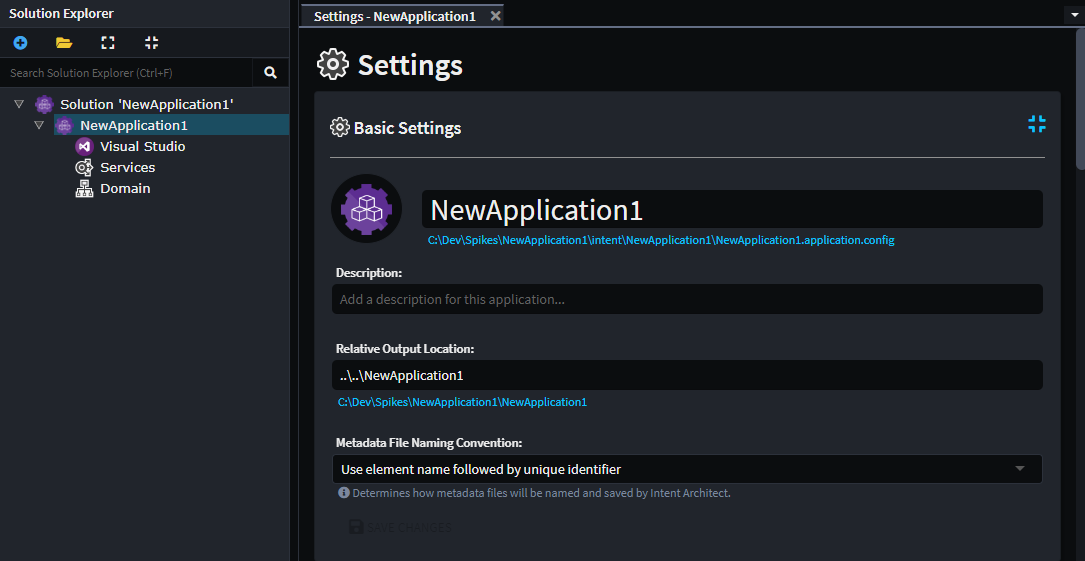 Solution Explorer
Search Solution Explorer (Ctrl+F)
Solution 'NewApplication1'
NewApplication1
Visual Studio
Services
Domain
Settings - NewApplication1
Settings
Basic Settings
NewApplication1
C:\Dev\Spikes\NewApplication1\intent\NewApplication1\NewApplication1.application.config
Description:
Add a description for this application...
Relative Output Location:
..\..\NewApplication1
C:\Dev\Spikes\NewApplication1\NewApplication1
Metadata File Naming Convention:
Use element name followed by unique identifier
Determines how metadata files will be named and saved by Intent Architect.
SAVE CHANGES